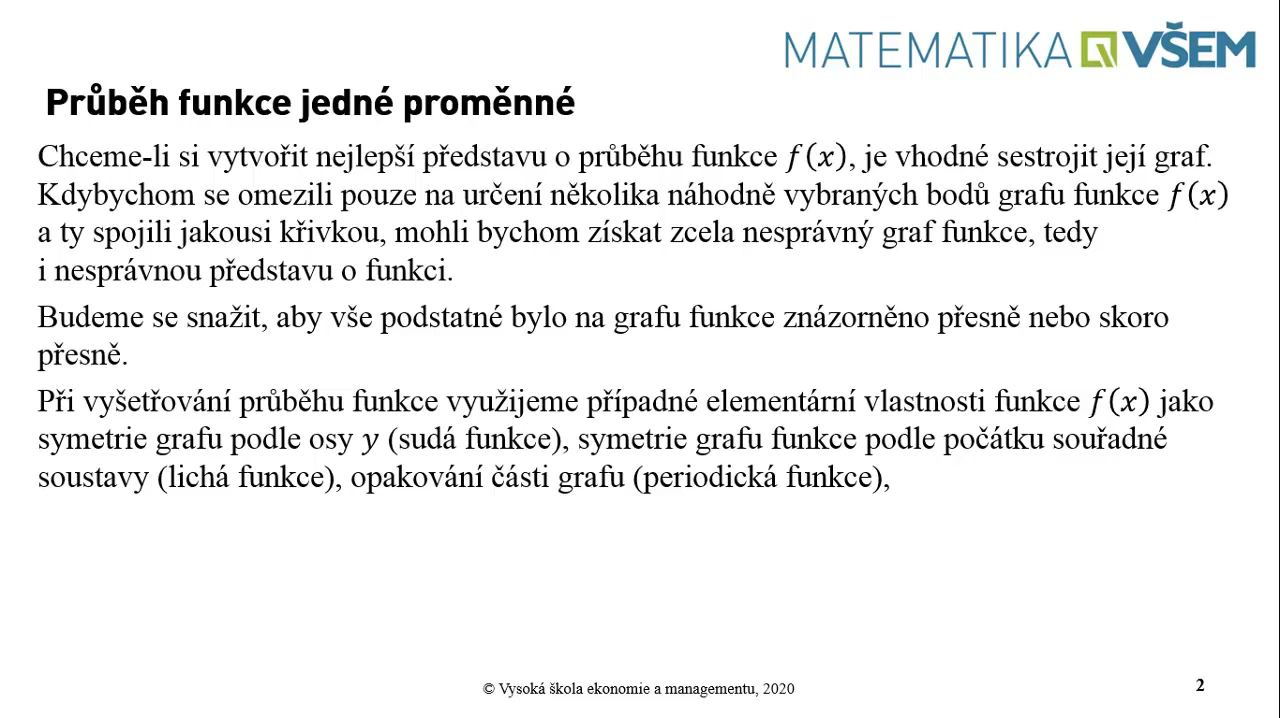 MATEMATIKA VŠEM
Průběh funkce jedné proměnné
Chceme-li si vytvořit nejlepší představu o průběhu funkce f(x), je vhodné sestrojit její graf.
Kdybychom se omezili pouze na určení několika náhodně vybraných bodů grafu funkce f(x)
a ty spojili jakousi křivkou, mohli bychom získat zcela nesprávný graf funkce, tedy
i nesprávnou představu o funkci.
Budeme se snažit, aby vše podstatné bylo na grafu funkce znázorněno přesně nebo skoro
přesně.
Při vyšetřování průběhu funkce využijeme případné elementární vlastnosti funkce f(x) jako
symetrie grafu podle osy y (sudá funkce), symetrie grafu funkce podle počátku souřadné
soustavy (lichá funkce), opakování části grafu (periodická funkce),
© Vysoká škola ekonomie a managementu, 2020
2